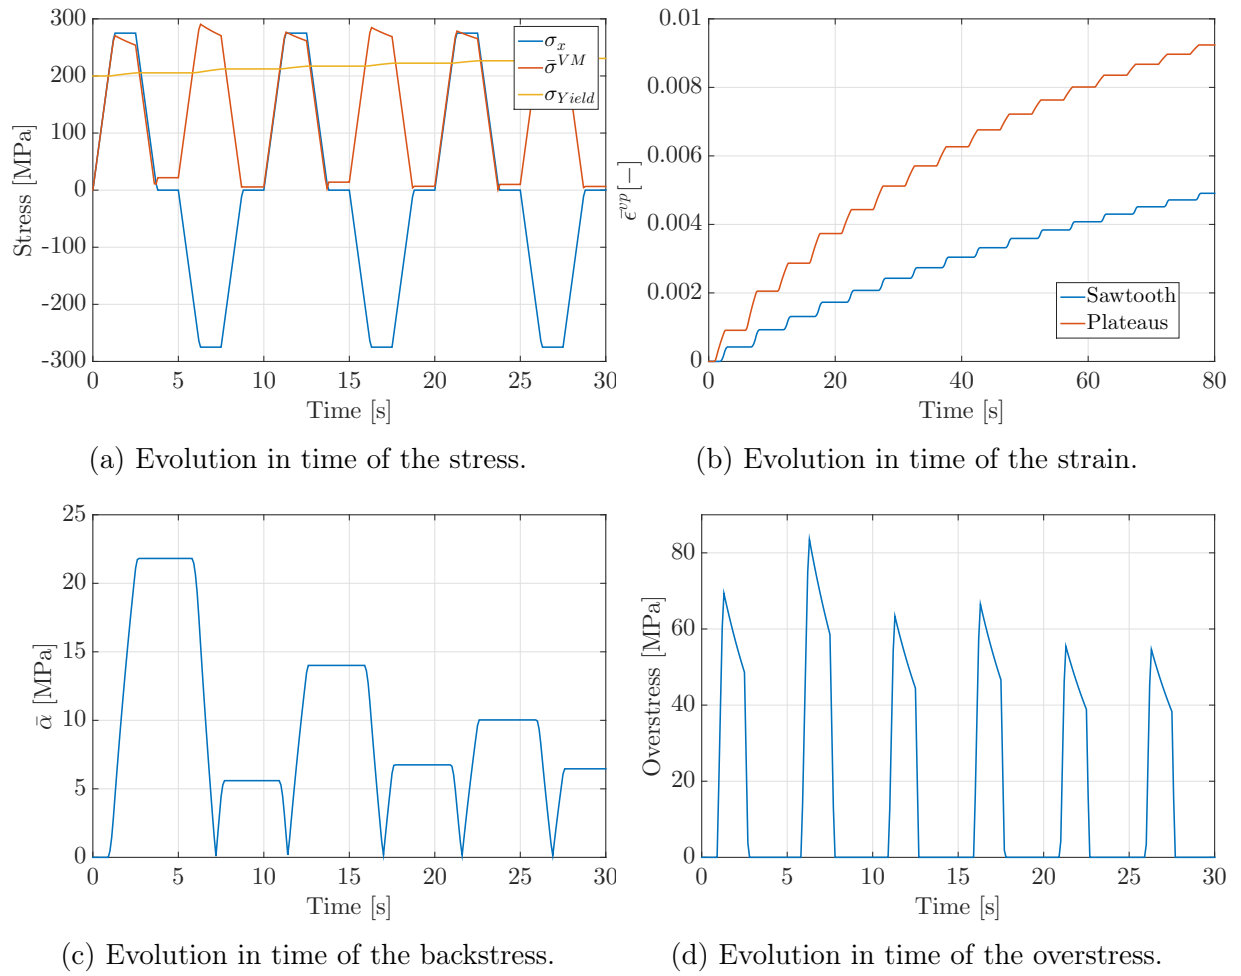 300
200
100
0
-100
-200
-300
Stress [MPa]
σx
σ̄^VM
σYield
0 5 10 15 20 25 30
Time [s]
(a) Evolution in time of the stress.
0.01
0.008
0.006
0.004
0.002
0
ε̄^vp[−]
Sawtooth
Plateaus
0 20 40 60 80
Time [s]
(b) Evolution in time of the strain.
25
20
15
10
5
0
ᾱ [MPa]
0 5 10 15 20 25 30
Time [s]
(c) Evolution in time of the backstress.
80
60
40
20
0
Overstress [MPa]
0 5 10 15 20 25 30
Time [s]
(d) Evolution in time of the overstress.